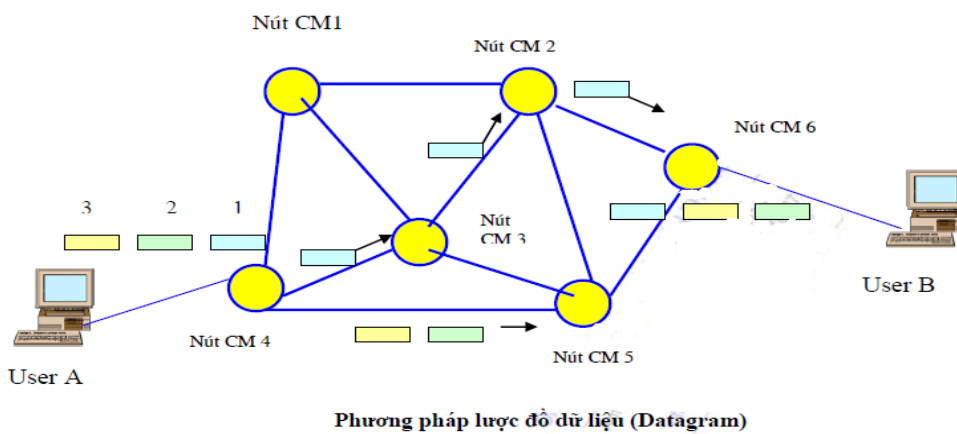 Nút CM1
Nút CM 2
Nút CM 6
3 2 1
Nút
CM 3
User B
Nút CM 4
Nút CM 5
User A
Phương pháp lược đồ dữ liệu (Datagram)